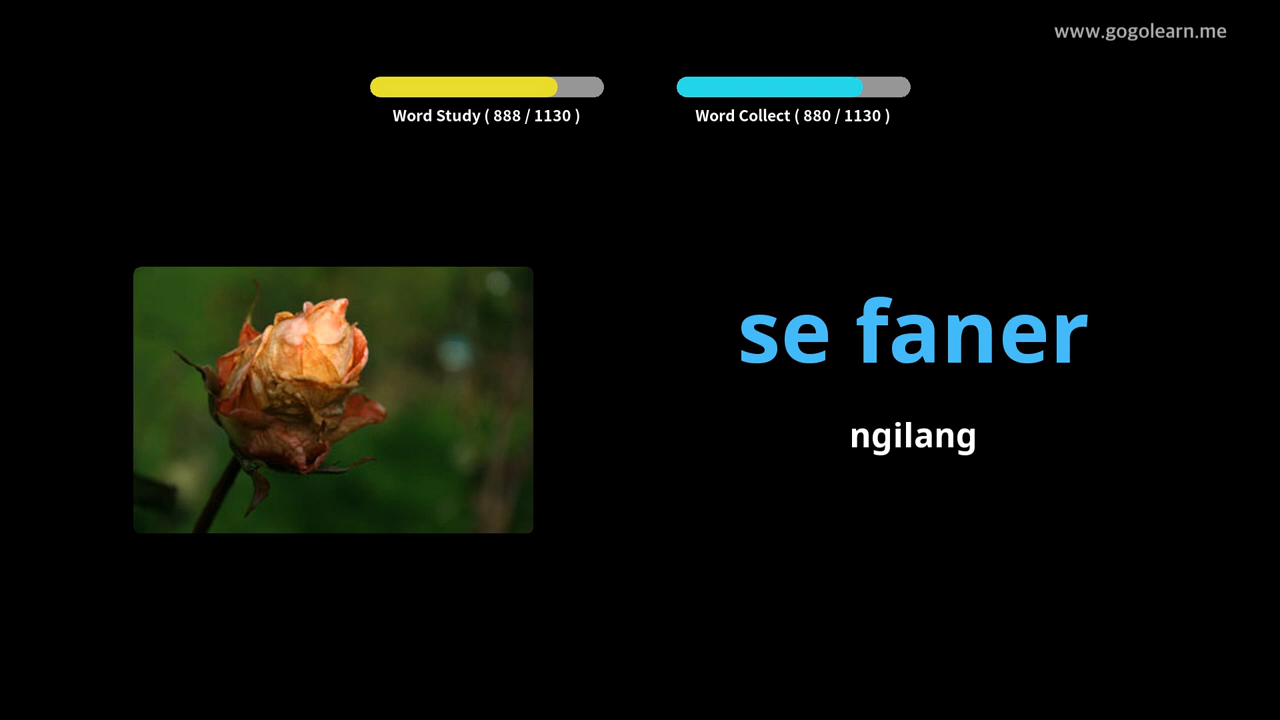 www.gogolearn.me
Word Study ( 888 / 1130 )
Word Collect ( 880 / 1130 )
se faner
ngilang